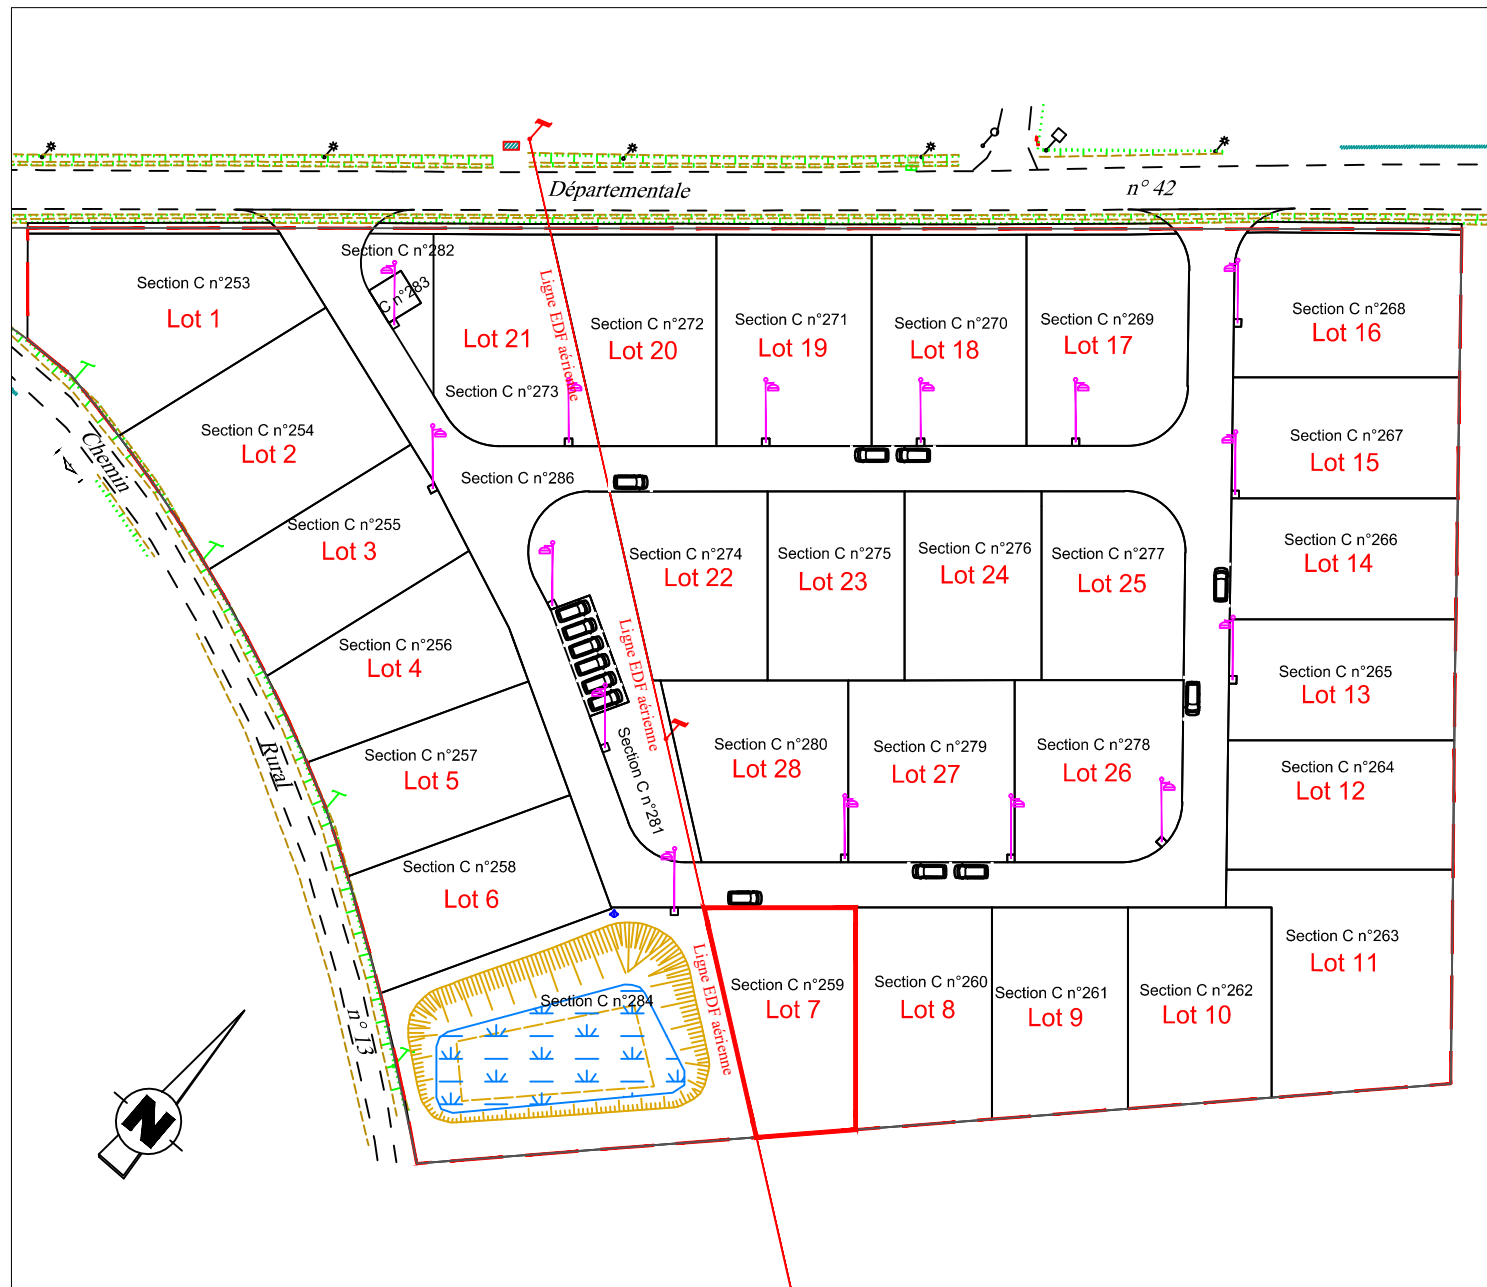 Départementale
n° 42
Section C n°282
C n°283
Section C n°253
Lot 1
Lot 21
Section C n°273
Ligne EDF aérienne
Section C n°272
Lot 20
Section C n°271
Lot 19
Section C n°270
Lot 18
Section C n°269
Lot 17
Section C n°268
Lot 16
Section C n°254
Lot 2
Chemin
Section C n°286
Section C n°267
Lot 15
Section C n°255
Lot 3
Section C n°274
Lot 22
Section C n°275
Lot 23
Section C n°276
Lot 24
Section C n°277
Lot 25
Section C n°266
Lot 14
Section C n°256
Lot 4
Ligne EDF aérienne
Section C n°265
Lot 13
Rural
Section C n°257
Lot 5
Section C n°281
Section C n°280
Lot 28
Section C n°279
Lot 27
Section C n°278
Lot 26
Section C n°264
Lot 12
Section C n°258
Lot 6
Section C n°263
Lot 11
n° 13
Section C n°284
Ligne EDF aérienne
Section C n°259
Lot 7
Section C n°260
Lot 8
Section C n°261
Lot 9
Section C n°262
Lot 10
N